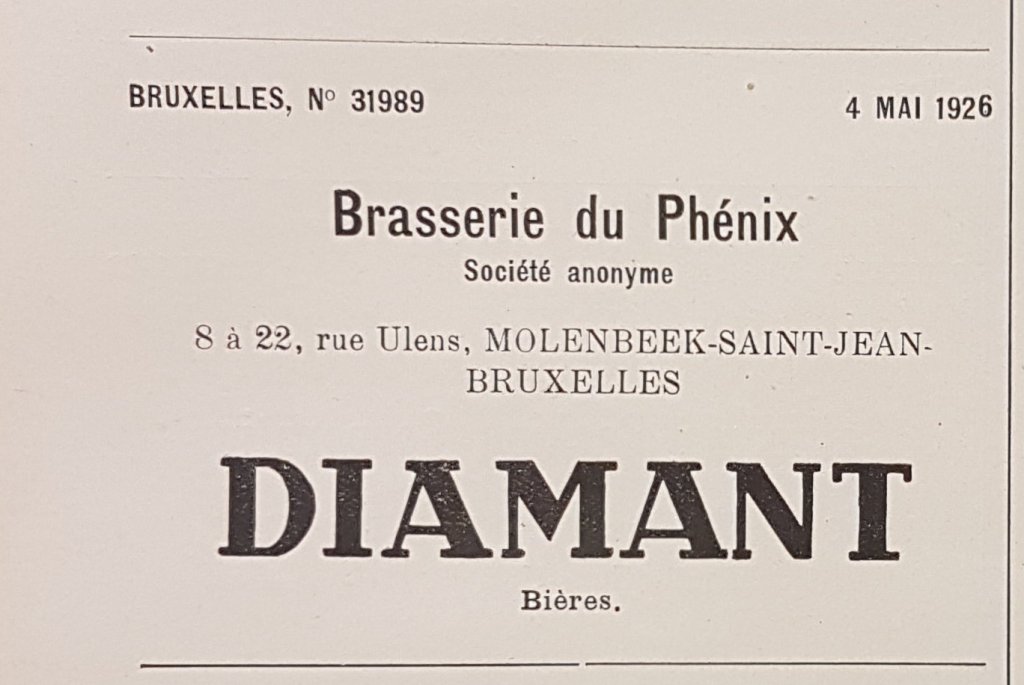 BRUXELLES, Nº 31989
4 MAI 1926
Brasserie du Phénix
Société anonyme
8 à 22, rue Ulens, MOLENBEEK-SAINT-JEAN-
BRUXELLES
DIAMANT
Bières.